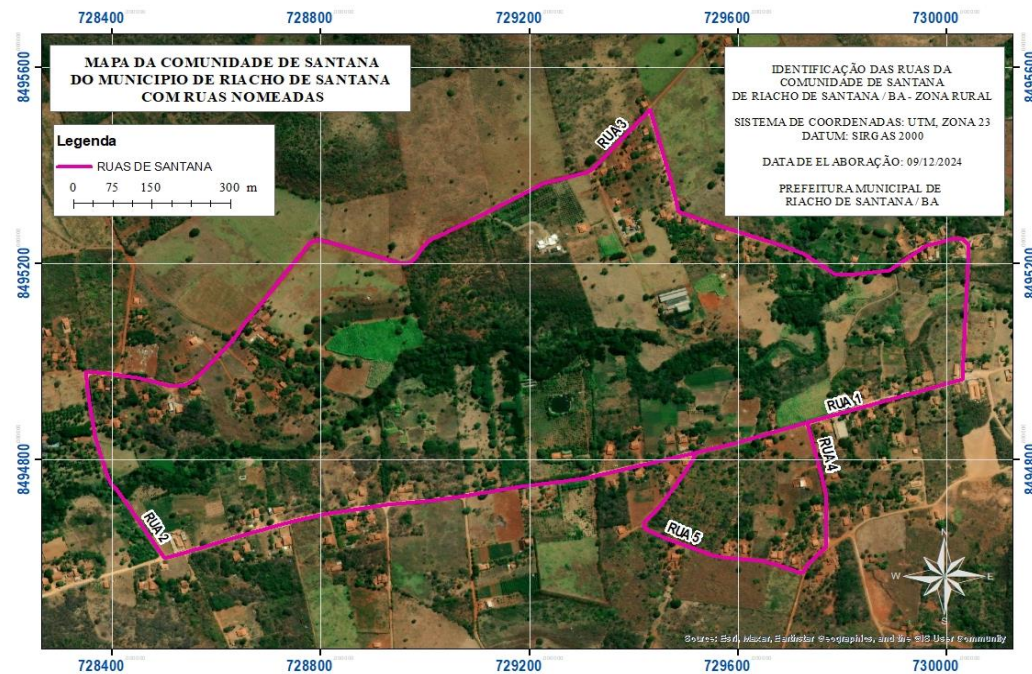 728400 728800 729200 729600 730000
MAPA DA COMUNIDADE DE SANTANA
DO MUNICIPIO DE RIACHO DE SANTANA
COM RUAS NOMEADAS
Legenda
RUAS DE SANTANA
0 75 150 300 m
IDENTIFICAÇÃO DAS RUAS DA
COMUNIDADE DE SANTANA
DE RIACHO DE SANTANA / BA - ZONA RURAL
SISTEMA DE COORDENADAS: UTM, ZONA 23
DATUM: SIRGAS 2000
DATA DE ELABORAÇÃO: 09/12/2024
PREFEITURA MUNICIPAL DE
RIACHO DE SANTANA / BA
8495600
8495600
RUA 3
8495200
8495200
RUA 1
8494800
8494800
RUA 4
RUA 2
RUA 5
N
W E
S
Source: Esri, Maxar, Earthstar Geographics, and the GIS User Community
728400 728800 729200 729600 730000